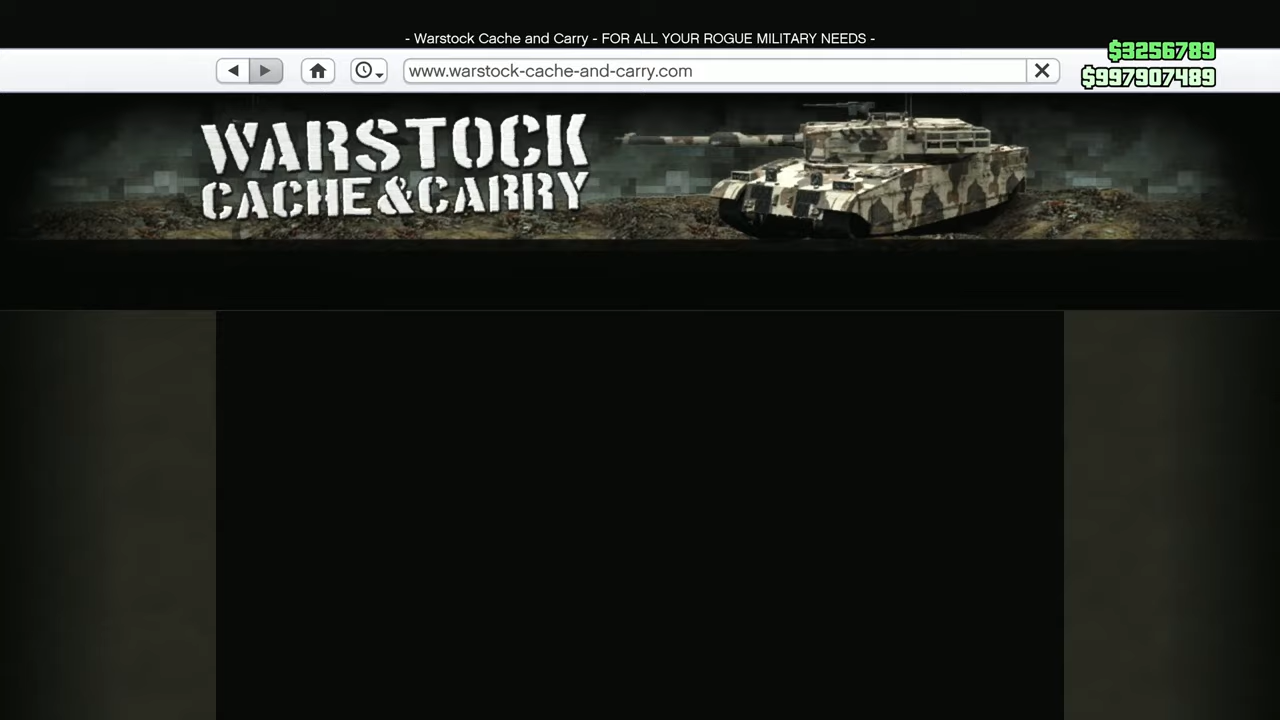 - Warstock Cache and Carry - FOR ALL YOUR ROGUE MILITARY NEEDS -
$3256789
www.warstock-cache-and-carry.com
$997907489
WARSTOCK
CACHE&CARRY